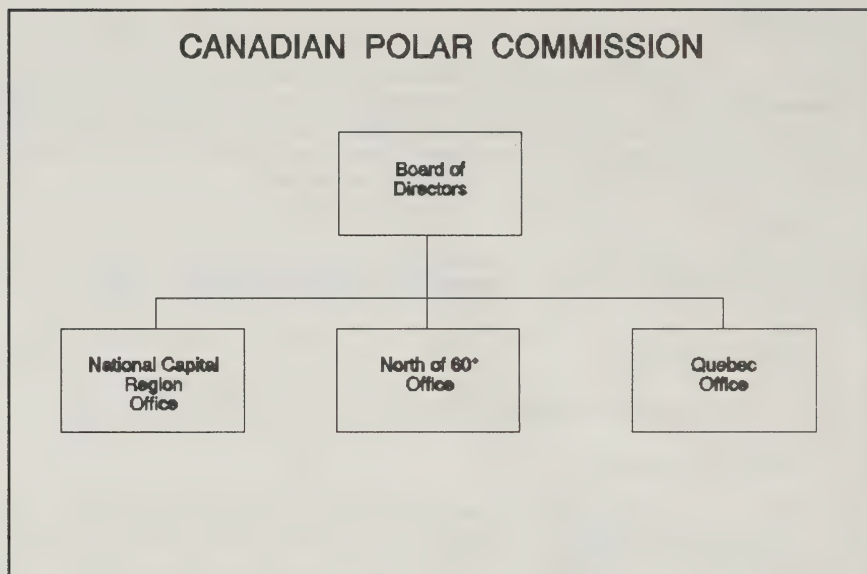 CANADIAN POLAR COMMISSION
Board of
Directors
National Capital
Region
Office
North of 60°
Office
Quebec
Office